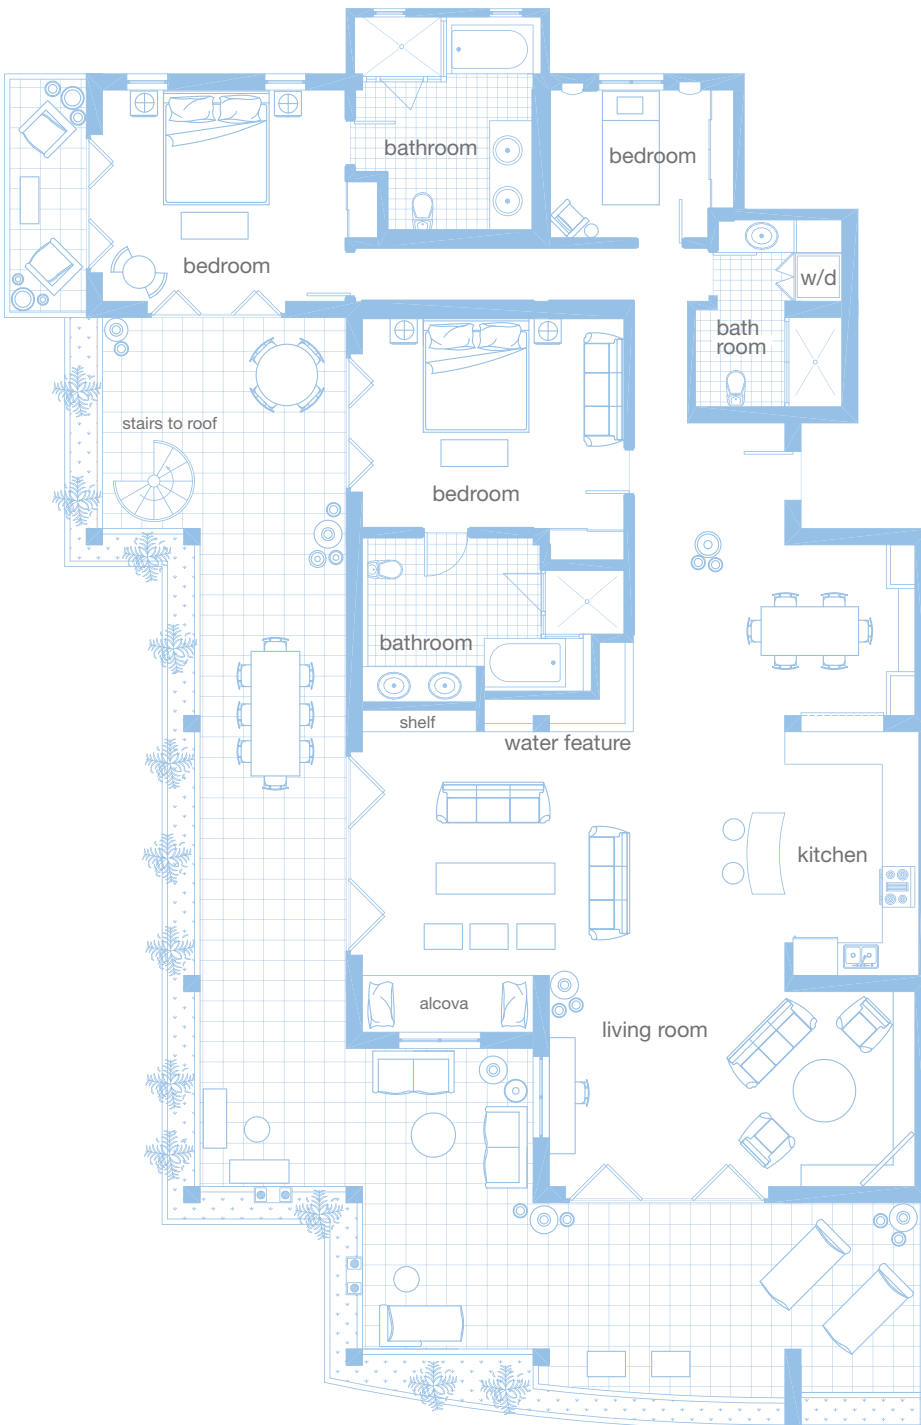 bathroom
bedroom
bedroom
w/d
bath
room
stairs to roof
bedroom
bathroom
shelf
water feature
kitchen
alcova
living room